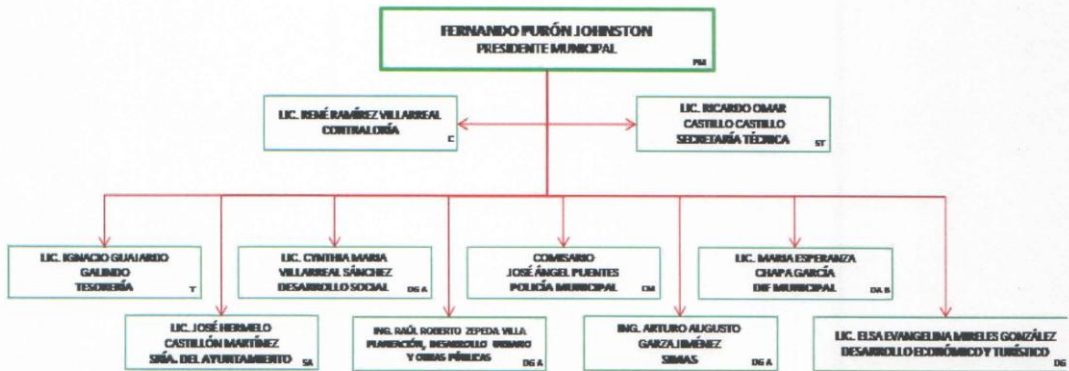 FERNANDO PURÓN JOHNSTON
PRESIDENTE MUNICIPAL
PM
LIC. RENÉ RAMÍREZ VILLARREAL
CONTRALORÍA
C
LIC. RICARDO OMAR
CASTILLO CASTILLO
SECRETARÍA TÉCNICA
ST
LIC. IGNACIO GUAJARDO
GALINDO
TESORERÍA
T
LIC. CYNTHIA MARIA
VILLARREAL SÁNCHEZ
DESARROLLO SOCIAL
DG A
COMISARIO
JOSÉ ÁNGEL PUENTES
POLICÍA MUNICIPAL
CM
LIC. MARIA ESPERANZA
CHAPA GARCÍA
DIF MUNICIPAL
DA B
LIC. JOSÉ HERMELO
CASTILLÓN MARTÍNEZ
SRÍA. DEL AYUNTAMIENTO
SA
ING. RAÚL ROBERTO ZEPEDA VILLA
PLANEACIÓN, DESARROLLO URBANO
Y OBRAS PÚBLICAS
DG A
ING. ARTURO AUGUSTO
GARZA JIMÉNEZ
SIMAS
DG A
LIC. ELSA EVANGELINA MIRELES GONZÁLEZ
DESARROLLO ECONÓMICO Y TURÍSTICO
DG